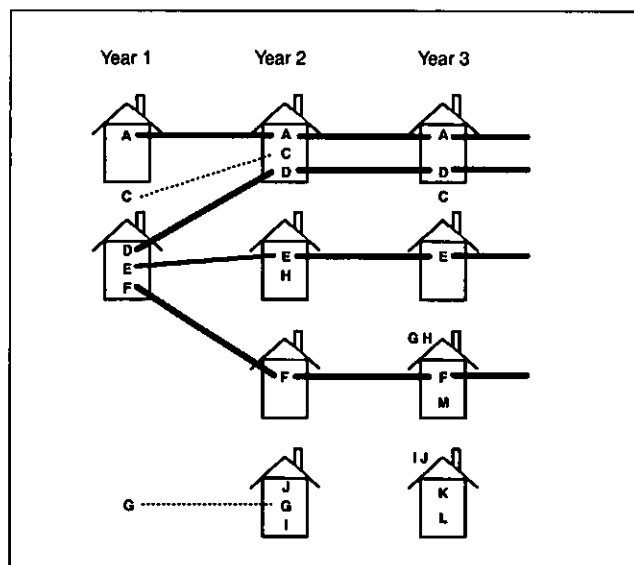 Year 1 Year 2 Year 3
A A A
C
D D
C C
D
E E E
F H
G H
F F
M
I J
J K
G G
I L